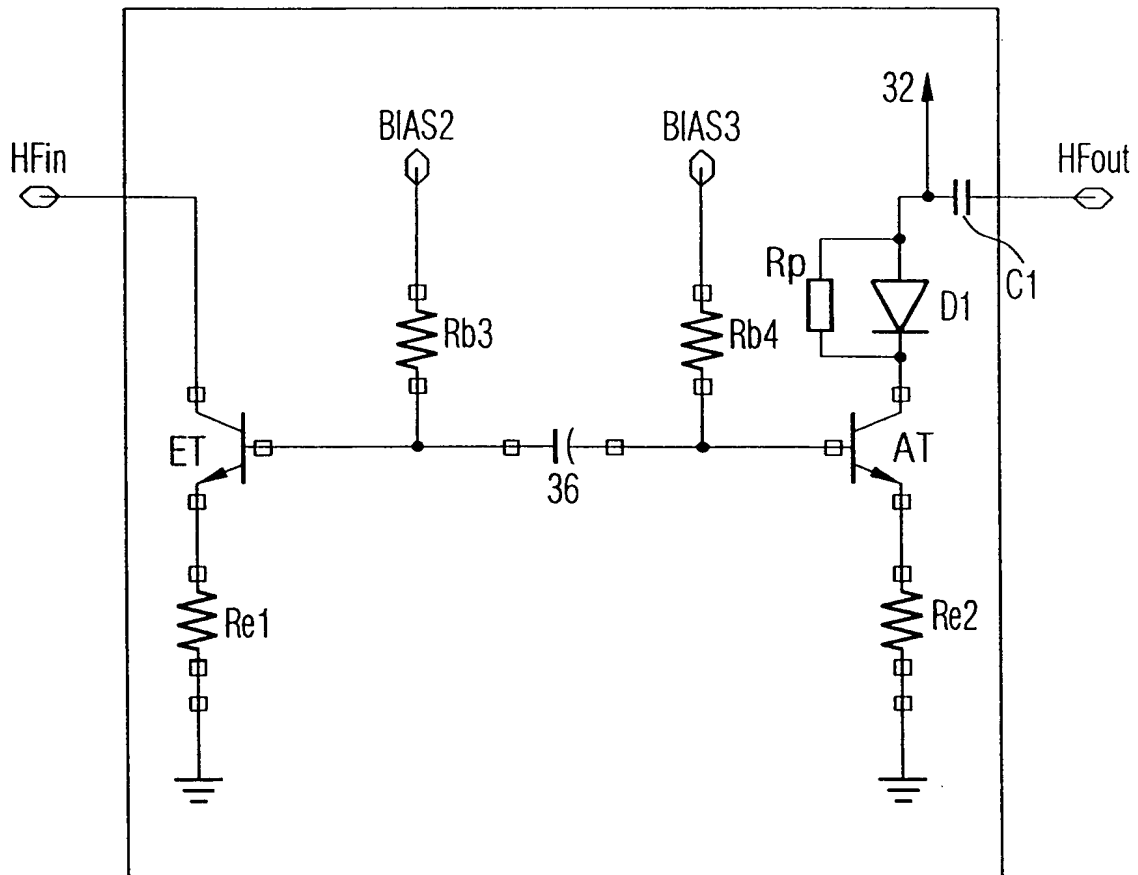 32
BIAS2
BIAS3
HFin
HFout
Rp
D1
C1
Rb3
Rb4
ET
AT
36
Re1
Re2